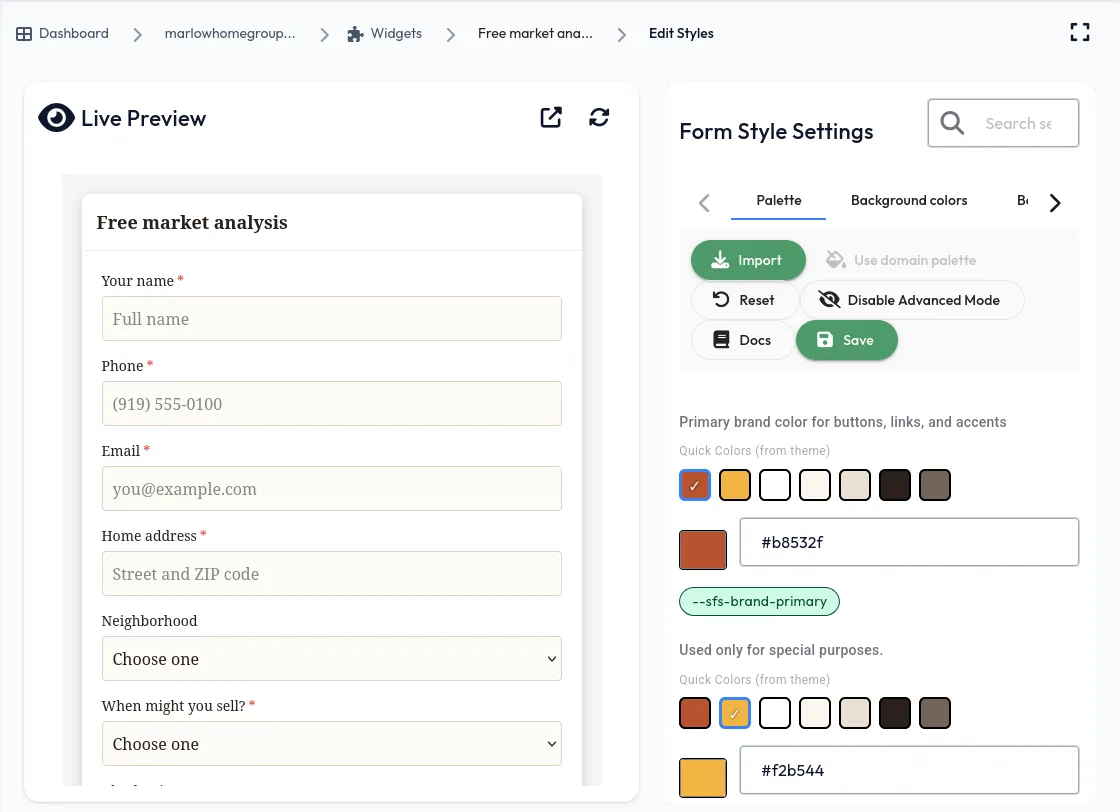 Dashboard
marlowhomegroup...
Widgets
Free market ana...
Edit Styles
Live Preview
Free market analysis
Your name *
Full name
Phone *
(919) 555-0100
Email *
you@example.com
Home address *
Street and ZIP code
Neighborhood
Choose one
When might you sell? *
Choose one
Form Style Settings
Search se
Palette
Background colors
Import
Use domain palette
Reset
Disable Advanced Mode
Docs
Save
Primary brand color for buttons, links, and accents
Quick Colors (from theme)
#b8532f
--sfs-brand-primary
Used only for special purposes.
Quick Colors (from theme)
#f2b544